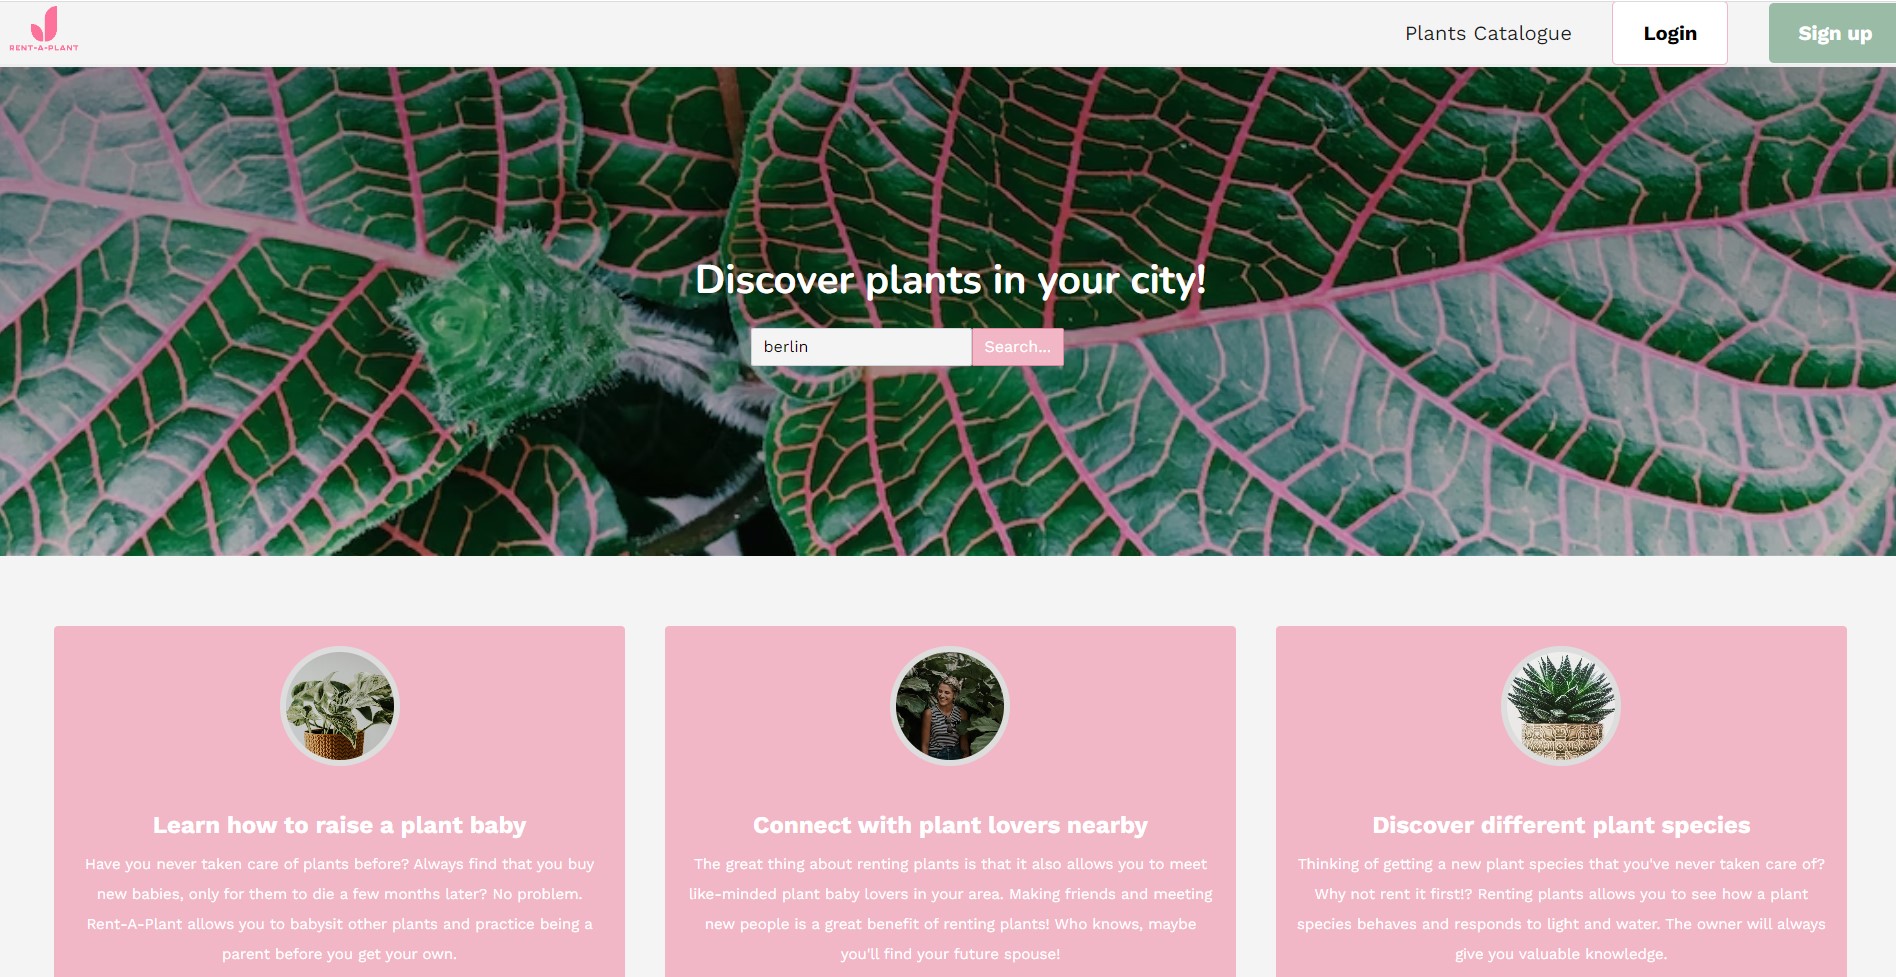 RENT-A-PLANT
Plants Catalogue
Login
Sign up
Discover plants in your city!
berlin
Search...
Learn how to raise a plant baby
Have you never taken care of plants before? Always find that you buy
new babies, only for them to die a few months later? No problem.
Rent-A-Plant allows you to babysit other plants and practice being a
parent before you get your own.
Connect with plant lovers nearby
The great thing about renting plants is that it also allows you to meet
like-minded plant baby lovers in your area. Making friends and meeting
new people is a great benefit of renting plants! Who knows, maybe
you'll find your future spouse!
Discover different plant species
Thinking of getting a new plant species that you've never taken care of?
Why not rent it first!? Renting plants allows you to see how a plant
species behaves and responds to light and water. The owner will always
give you valuable knowledge.